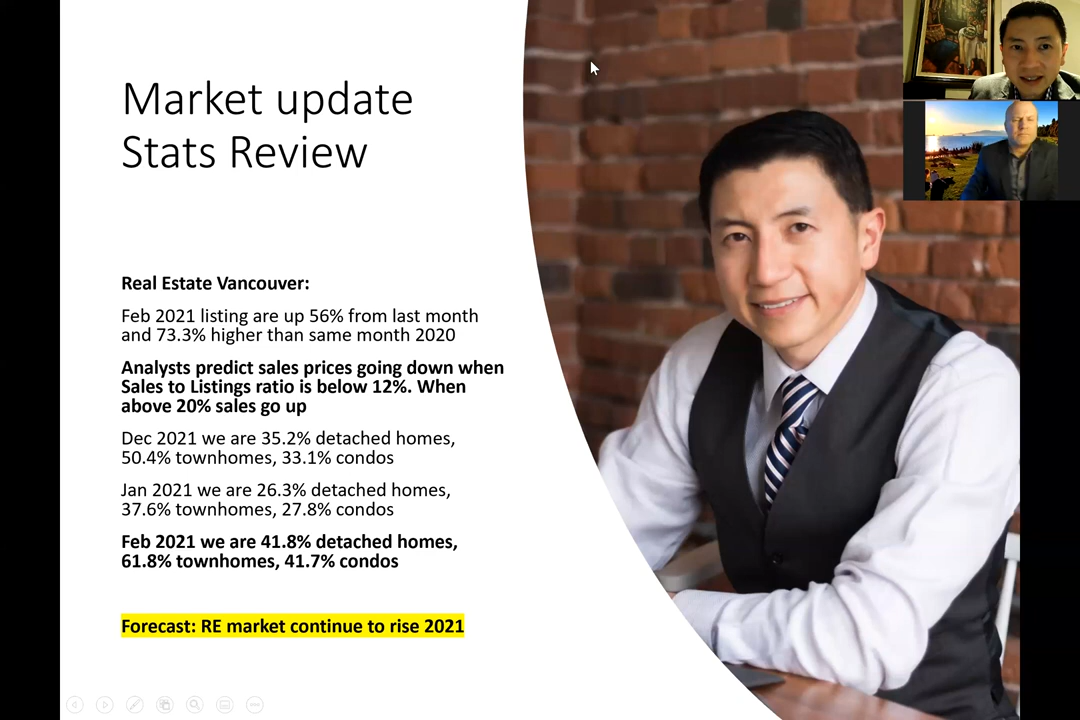 Market update
Stats Review
Real Estate Vancouver:
Feb 2021 listing are up 56% from last month
and 73.3% higher than same month 2020
Analysts predict sales prices going down when
Sales to Listings ratio is below 12%. When
above 20% sales go up
Dec 2021 we are 35.2% detached homes,
50.4% townhomes, 33.1% condos
Jan 2021 we are 26.3% detached homes,
37.6% townhomes, 27.8% condos
Feb 2021 we are 41.8% detached homes,
61.8% townhomes, 41.7% condos
Forecast: RE market continue to rise 2021